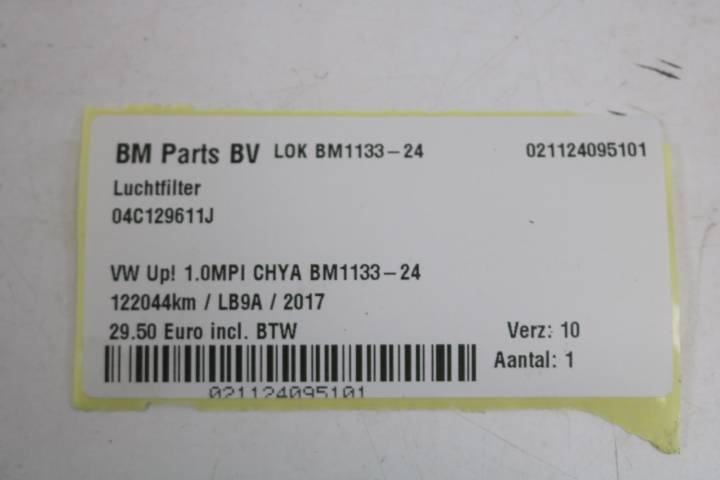 BM Parts BV LOK BM1133-24 021124095101
Luchtfilter
04C129611J
VW Up! 1.0MPI CHYA BM1133-24
122044km / LB9A / 2017
29.50 Euro incl. BTW Verz: 10
Aantal: 1
021124095101